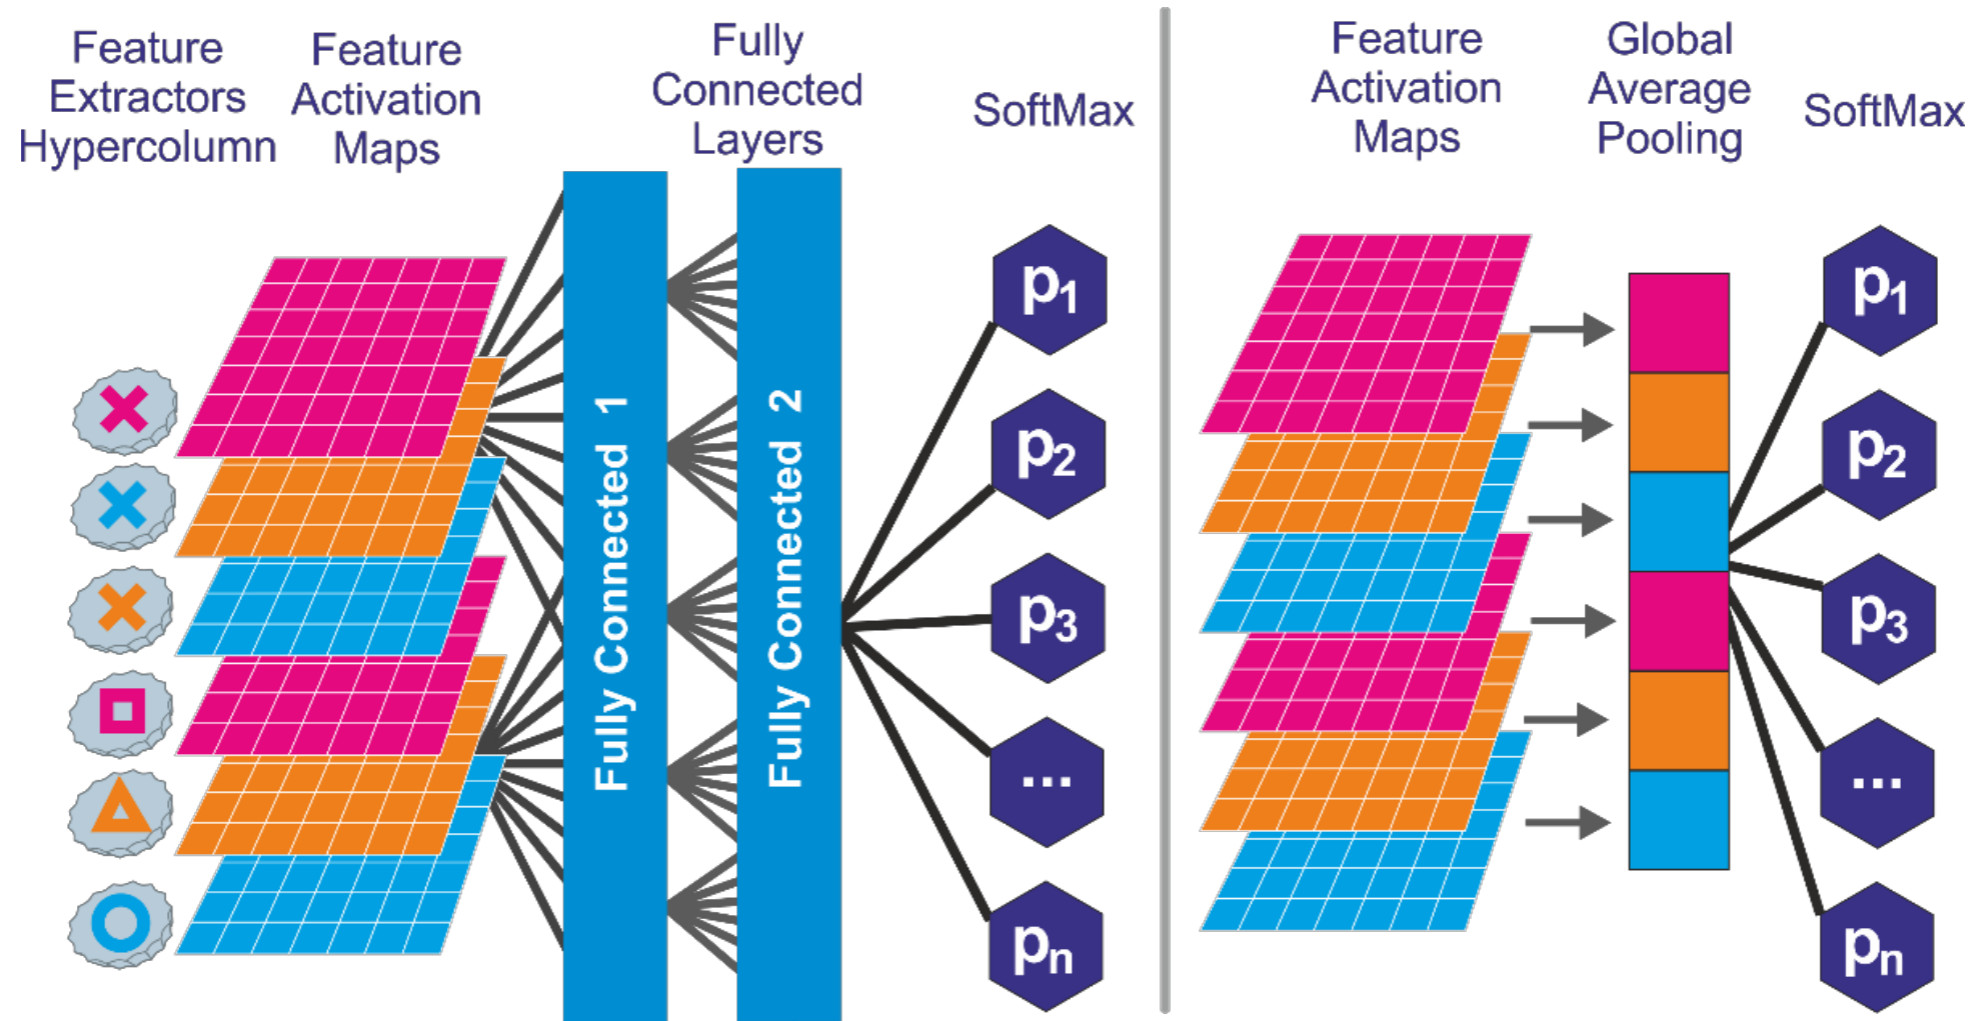 Feature
Extractors
Hypercolumn
Feature
Activation
Maps
Fully
Connected
Layers
SoftMax
Fully Connected 1
Fully Connected 2
p1
p2
p3
...
pn
Feature
Activation
Maps
Global
Average
Pooling
SoftMax
p1
p2
p3
...
pn